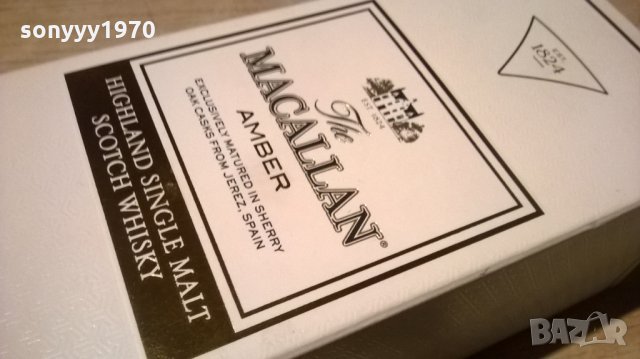 sonyyy1970
EST. 1824
EST. 1824
The
MACALLAN®
AMBER
EXCLUSIVELY MATURED IN SHERRY
OAK CASKS FROM JEREZ, SPAIN
HIGHLAND SINGLE MALT
SCOTCH WHISKY
BAZAR